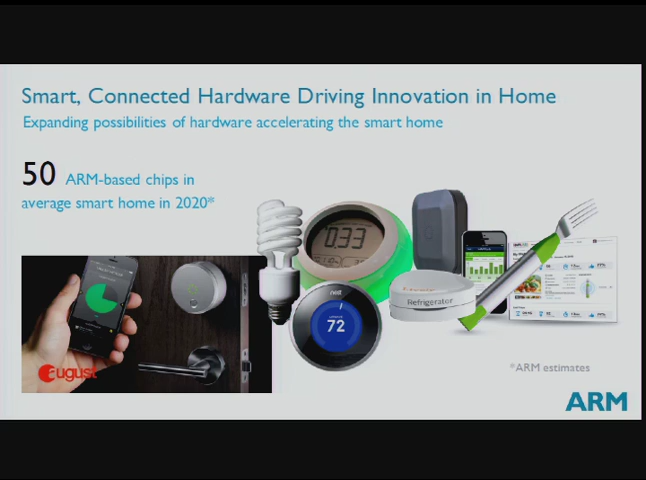 Smart, Connected Hardware Driving Innovation in Home
Expanding possibilities of hardware accelerating the smart home
50 ARM-based chips in
average smart home in 2020*
0:33
nest
72
Refrigerator
august
*ARM estimates
ARM